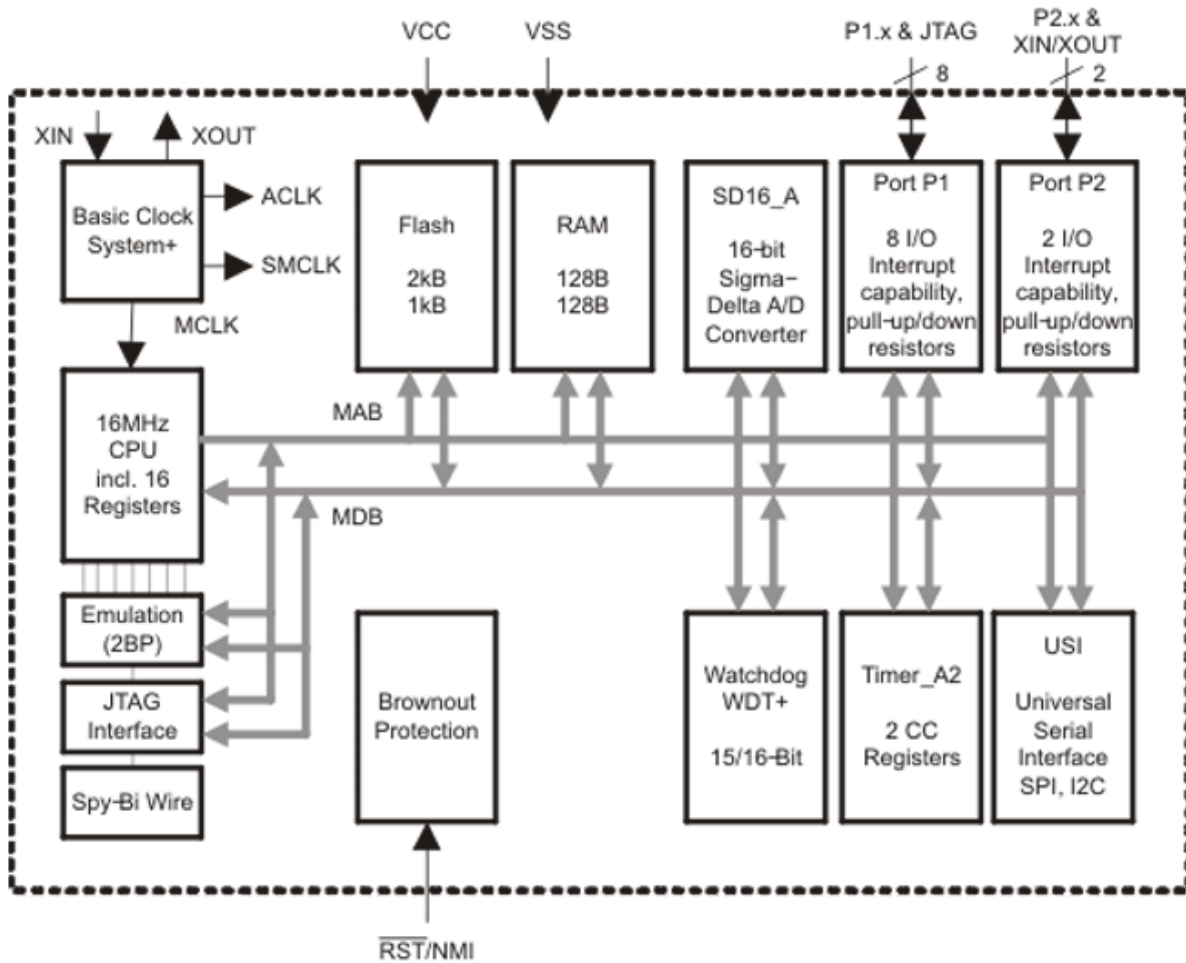 VCC
VSS
P1.x & JTAG
8
P2.x &
XIN/XOUT
2
XIN
XOUT
Basic Clock
System+
ACLK
SMCLK
MCLK
Flash
2kB
1kB
RAM
128B
128B
SD16_A
16-bit
Sigma-
Delta A/D
Converter
Port P1
8 I/O
Interrupt
capability,
pull-up/down
resistors
Port P2
2 I/O
Interrupt
capability,
pull-up/down
resistors
16MHz
CPU
incl. 16
Registers
MAB
MDB
Emulation
(2BP)
JTAG
Interface
Spy-Bi Wire
Brownout
Protection
Watchdog
WDT+
15/16-Bit
Timer_A2
2 CC
Registers
USI
Universal
Serial
Interface
SPI, I2C
RST/NMI